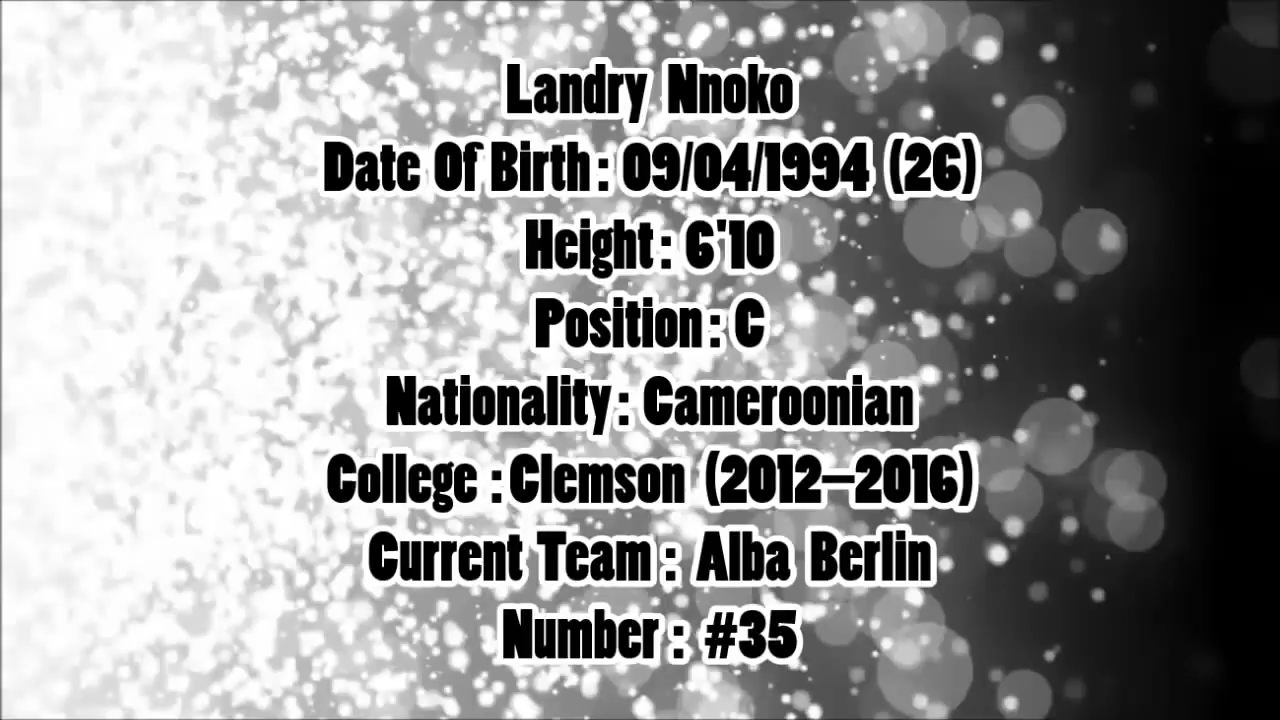 Landry Nnoko
Date Of Birth: 09/04/1994 (26)
Height: 6'10
Position: C
Nationality: Cameroonian
College :Clemson (2012–2016)
Current Team: Alba Berlin
Number: #35